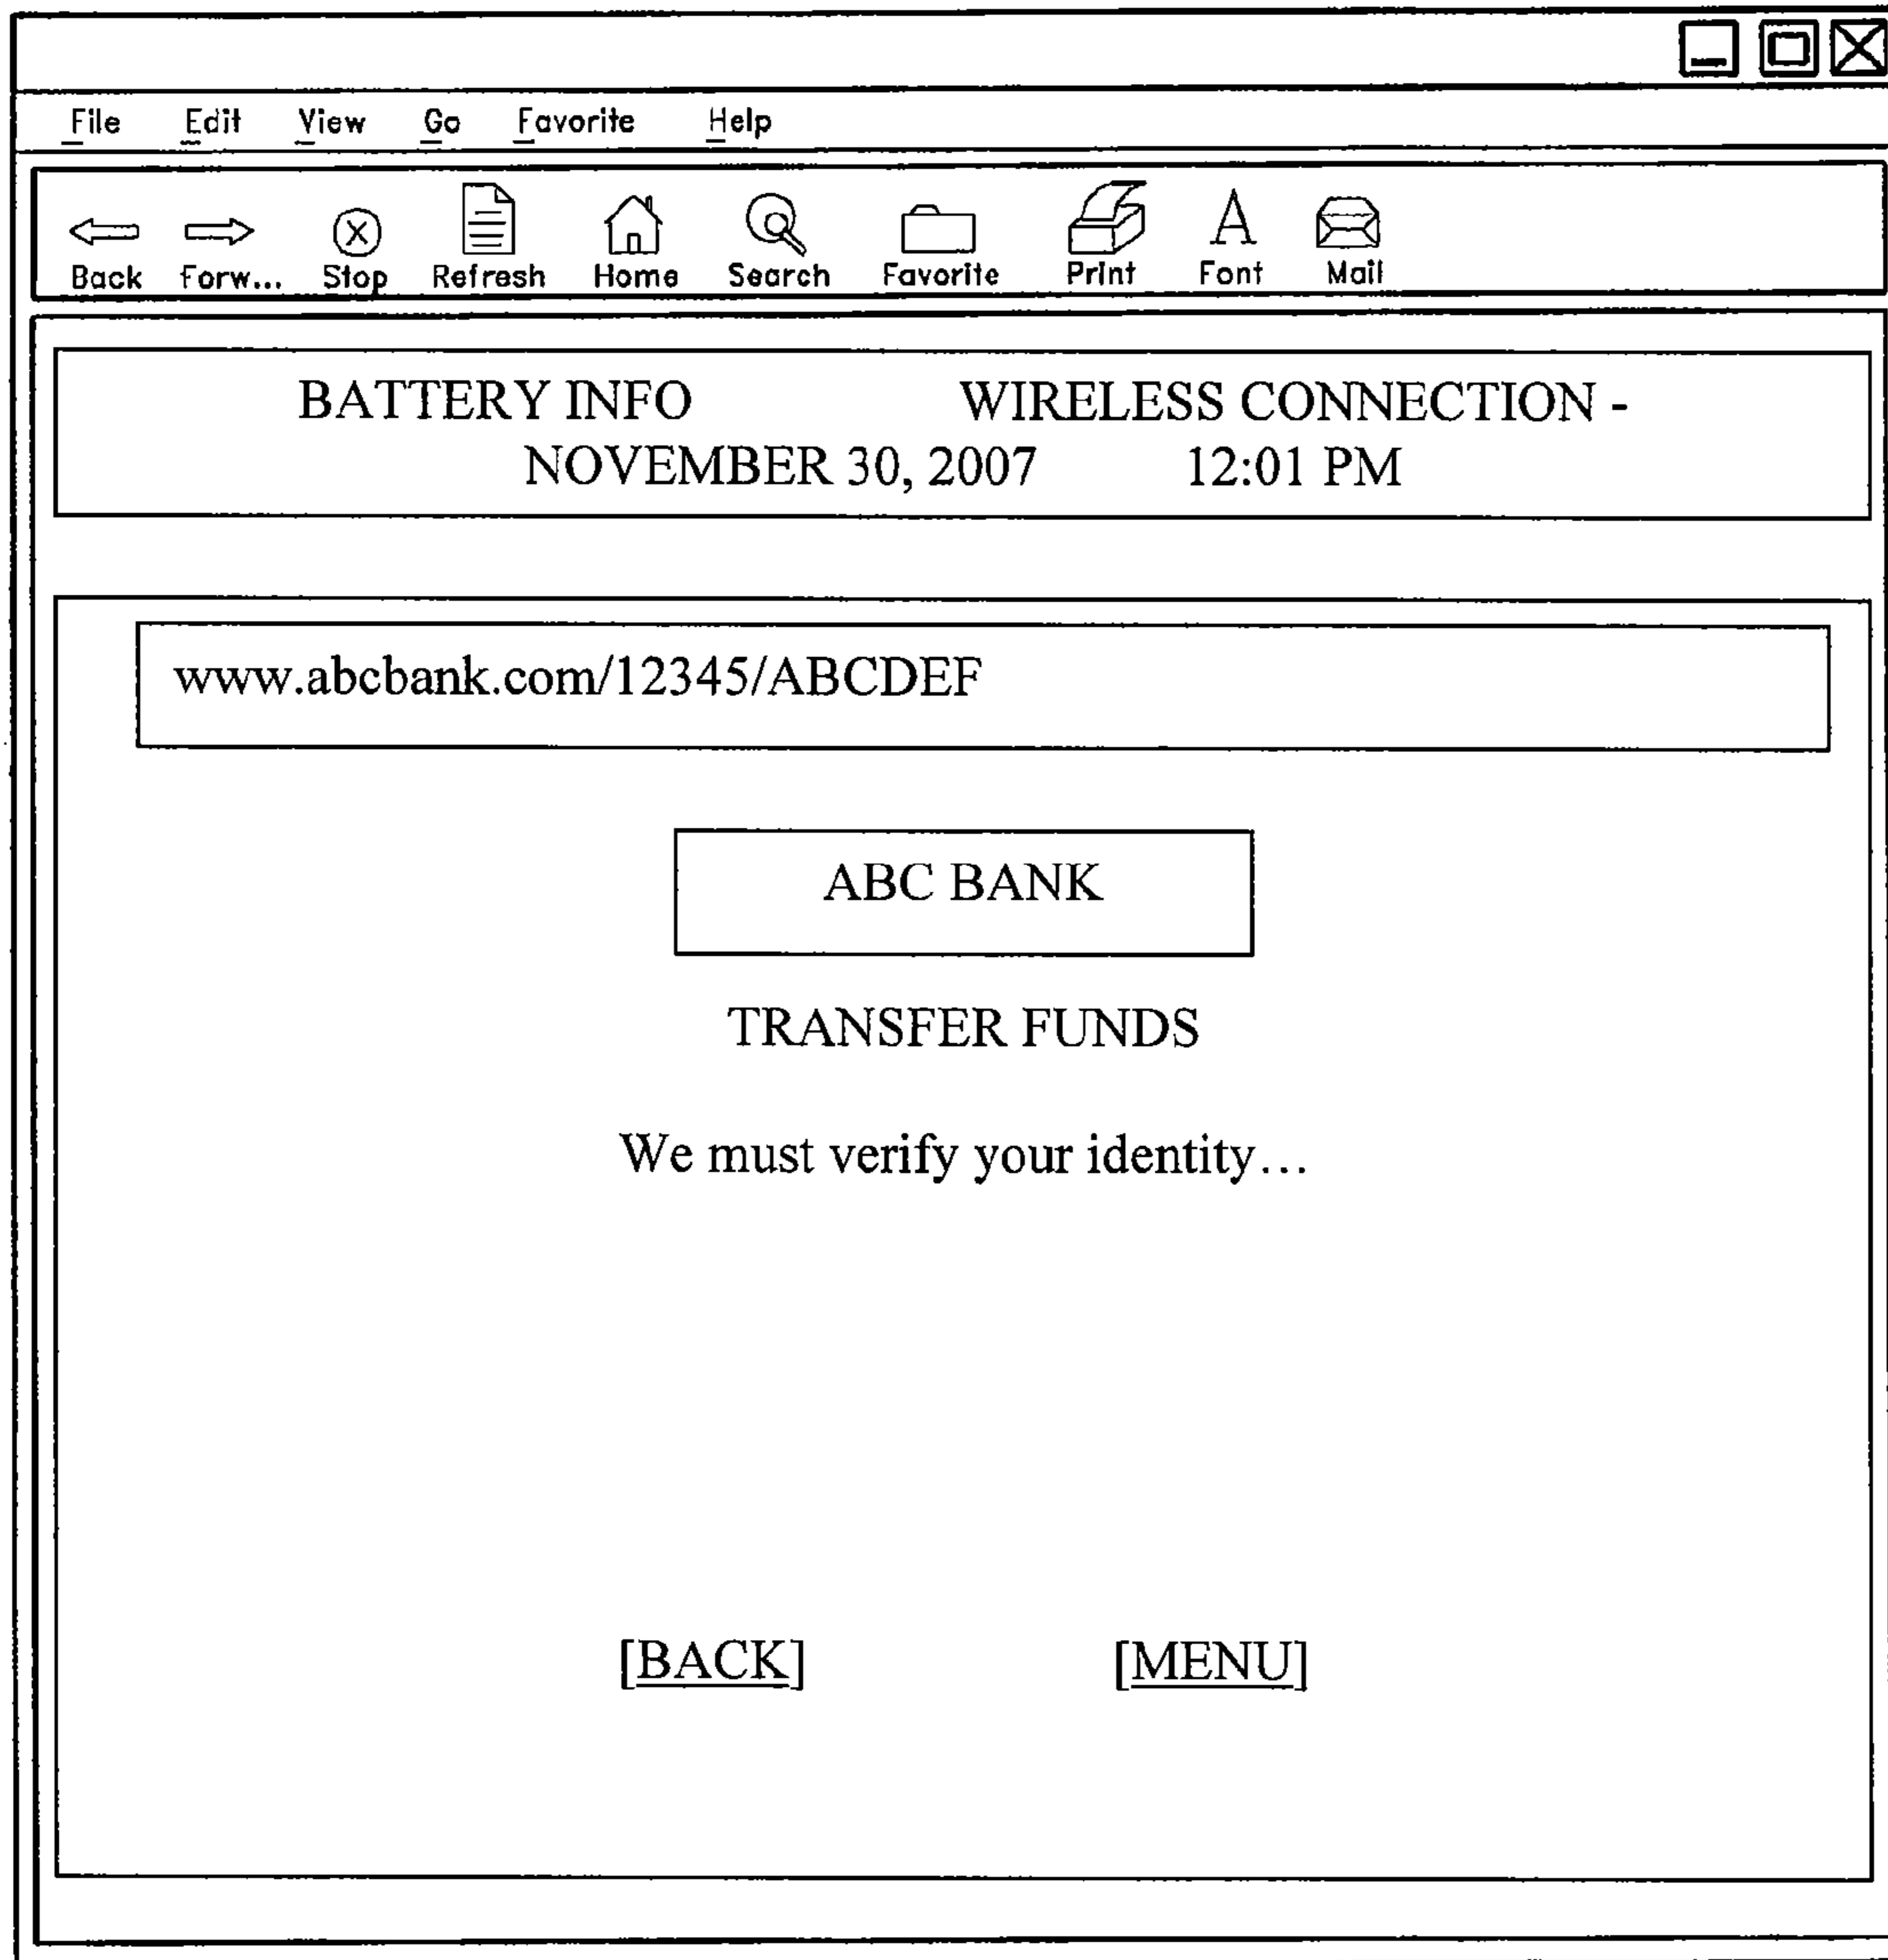 File Edit View Go Favorite Help
Back Forw... Stop Refresh Home Search Favorite Print Font Mail
BATTERY INFO WIRELESS CONNECTION -
NOVEMBER 30, 2007 12:01 PM
www.abcbank.com/12345/ABCDEF
ABC BANK
TRANSFER FUNDS
We must verify your identity...
[BACK] [MENU]